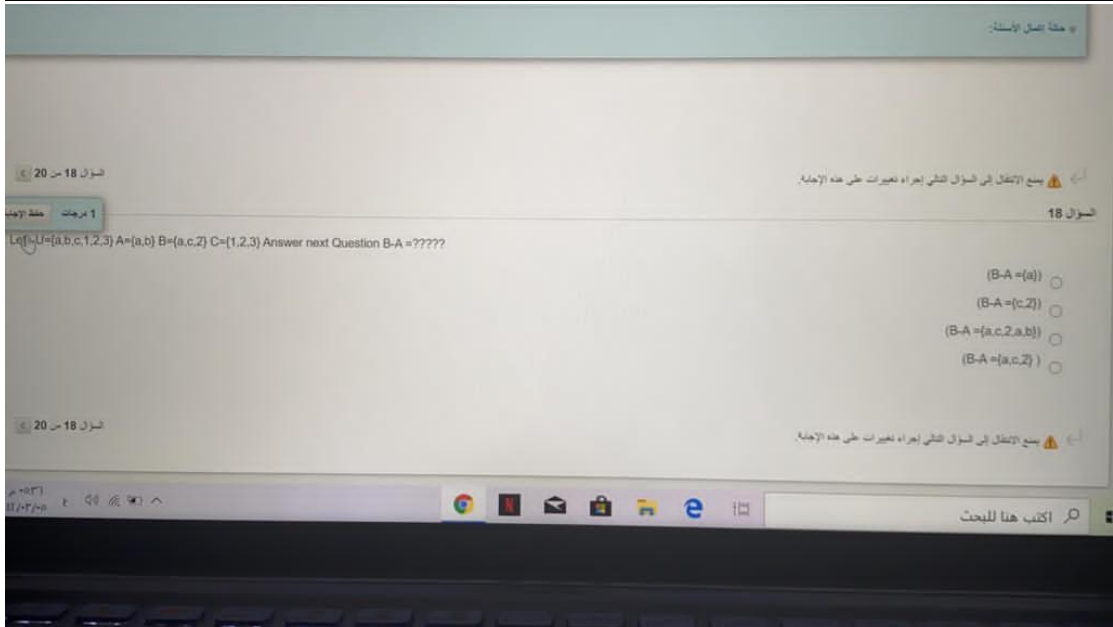 حالة إكمال الأسئلة:
يمنع الانتقال إلى السؤال التالي إجراء تغييرات على هذه الإجابة.
السؤال 18 من 20
السؤال 18
1 درجات
حفظ
U={a,b,c,1,2,3} A={a,b} B={a,c,2} C={1,2,3} Answer next Question B-A =?????
(B-A ={a})
(B-A ={c,2})
(B-A ={a,c,2,a,b})
(B-A ={a,c,2} )
يمنع الانتقال إلى السؤال التالي إجراء تغييرات على هذه الإجابة.
السؤال 18 من 20
اكتب هنا للبحث